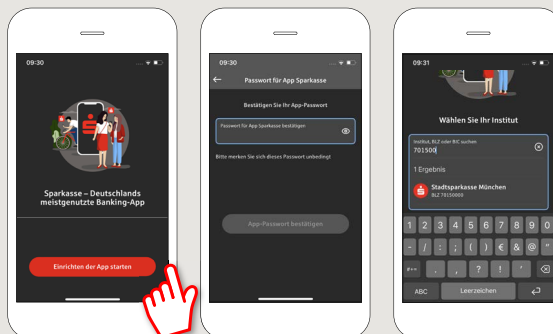 09:30
Sparkasse – Deutschlands
meistgenutzte Banking-App
Einrichten der App starten
09:30
Passwort für App Sparkasse
Bestätigen Sie Ihr App-Passwort
Passwort für App Sparkasse bestätigen
Bitte merken Sie sich dieses Passwort unbedingt
App-Passwort bestätigen
09:31
Wählen Sie Ihr Institut
Institut, BLZ oder BIC suchen
701500
1 Ergebnis
Stadtsparkasse München
BLZ 70150000
1 2 3 4 5 6 7 8 9 0
- / : ; ( ) € & @ "
#+= . , ? ! '
ABC Leerzeichen